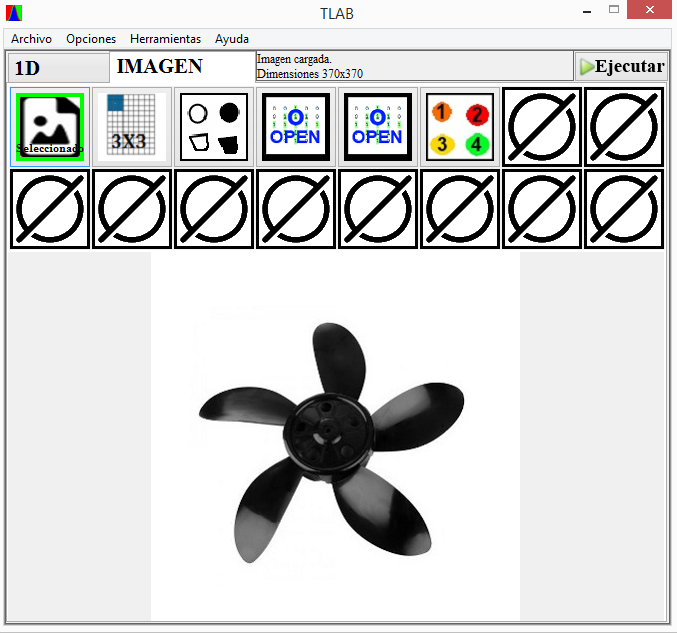 TLAB
Archivo Opciones Herramientas Ayuda
1D
IMAGEN
Imagen cargada.
Dimensiones 370x370
Ejecutar
Seleccionado
3X3
O
OPEN
O
OPEN
1 2
3 4